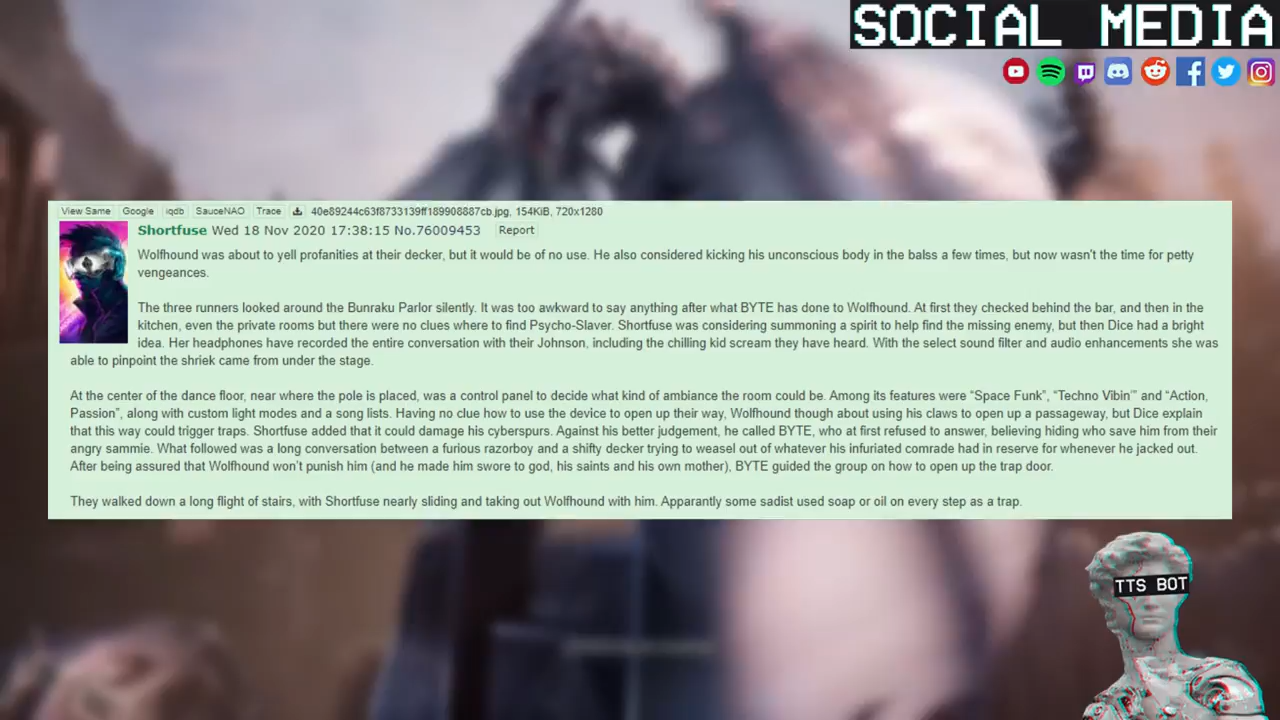 SOCIAL MEDIA
View Same Google iqdb SauceNAO Trace 40e89244c63f8733139ff189908887cb.jpg, 154KiB, 720x1280
Shortfuse Wed 18 Nov 2020 17:38:15 No.76009453 Report
Wolfhound was about to yell profanities at their decker, but it would be of no use. He also considered kicking his unconscious body in the balss a few times, but now wasn't the time for petty
vengeances.
The three runners looked around the Bunraku Parlor silently. It was too awkward to say anything after what BYTE has done to Wolfhound. At first they checked behind the bar, and then in the
kitchen, even the private rooms but there were no clues where to find Psycho-Slaver. Shortfuse was considering summoning a spirit to help find the missing enemy, but then Dice had a bright
idea. Her headphones have recorded the entire conversation with their Johnson, including the chilling kid scream they have heard. With the select sound filter and audio enhancements she was
able to pinpoint the shriek came from under the stage.
At the center of the dance floor, near where the pole is placed, was a control panel to decide what kind of ambiance the room could be. Among its features were “Space Funk”, “Techno Vibin'” and “Action,
Passion”, along with custom light modes and a song lists. Having no clue how to use the device to open up their way, Wolfhound though about using his claws to open up a passageway, but Dice explain
that this way could trigger traps. Shortfuse added that it could damage his cyberspurs. Against his better judgement, he called BYTE, who at first refused to answer, believing hiding who save him from their
angry sammie. What followed was a long conversation between a furious razorboy and a shifty decker trying to weasel out of whatever his infuriated comrade had in reserve for whenever he jacked out.
After being assured that Wolfhound won't punish him (and he made him swore to god, his saints and his own mother), BYTE guided the group on how to open up the trap door.
They walked down a long flight of stairs, with Shortfuse nearly sliding and taking out Wolfhound with him. Apparantly some sadist used soap or oil on every step as a trap.
TTS BOT